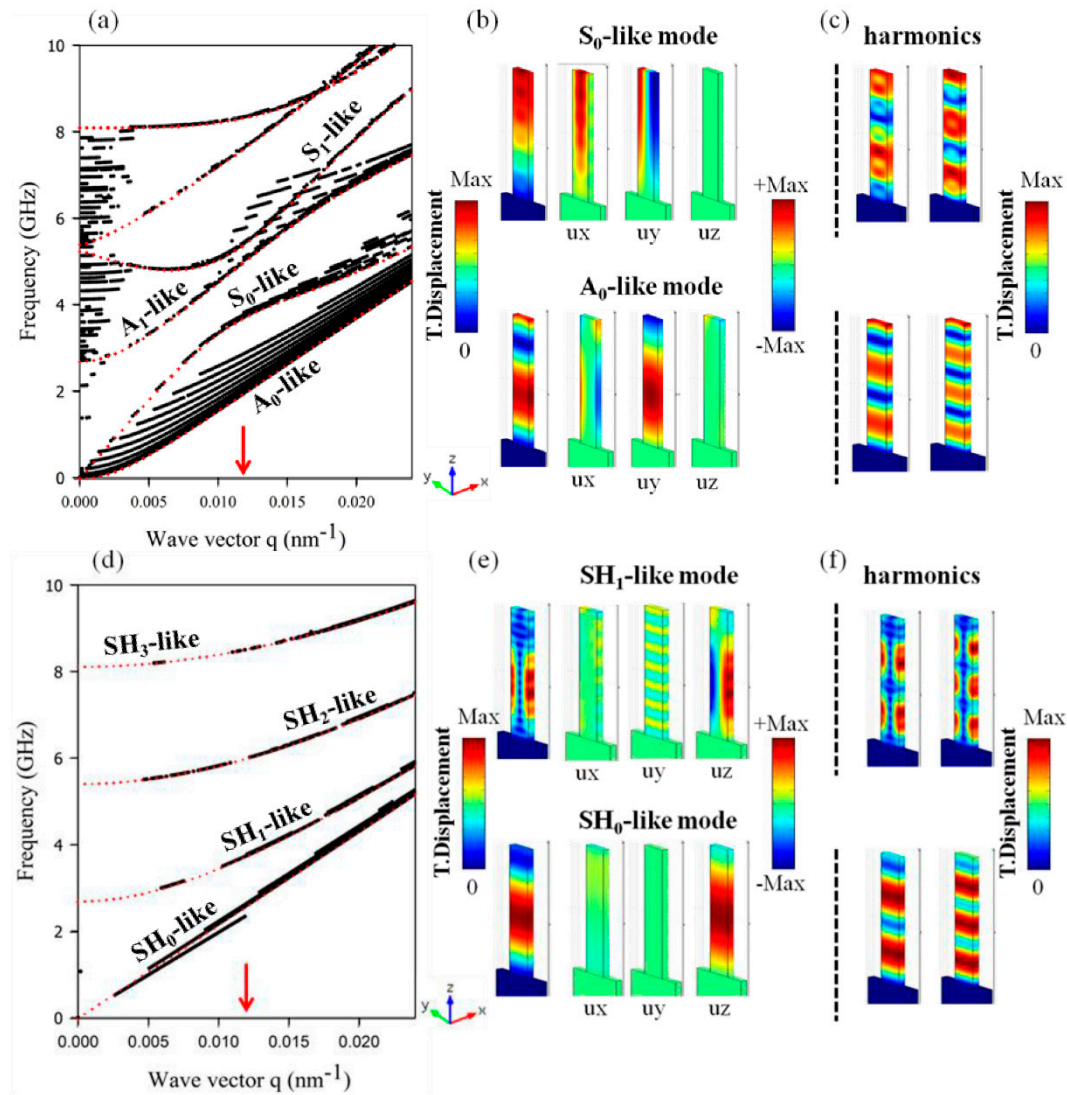 (a)
10
8
6
4
2
0
Frequency (GHz)
S1-like
A1-like
S0-like
A0-like
0.000 0.005 0.010 0.015 0.020
Wave vector q (nm-1)
(b)
S0-like mode
Max
T.Displacement
0
ux uy uz
+Max
-Max
A0-like mode
ux uy uz
y z x
(c)
harmonics
Max
T.Displacement
0
(d)
10
8
6
4
2
0
Frequency (GHz)
SH3-like
SH2-like
SH1-like
SH0-like
0.000 0.005 0.010 0.015 0.020
Wave vector q (nm-1)
(e)
SH1-like mode
Max
T.Displacement
0
ux uy uz
+Max
-Max
SH0-like mode
ux uy uz
y z x
(f)
harmonics
Max
T.Displacement
0